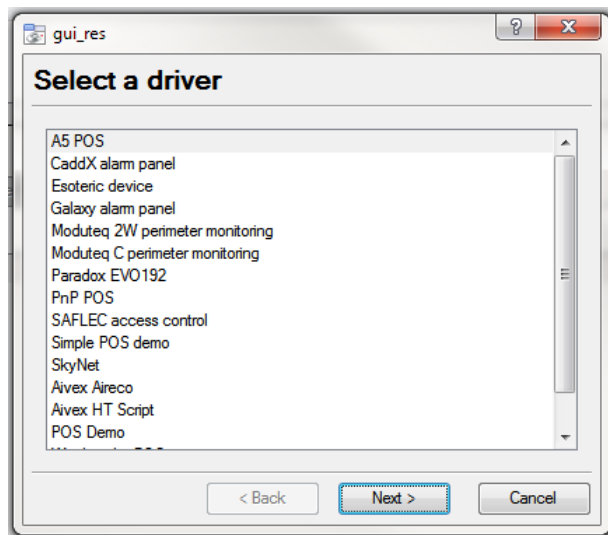 gui_res
Select a driver
A5 POS
CaddX alarm panel
Esoteric device
Galaxy alarm panel
Moduteq 2W perimeter monitoring
Moduteq C perimeter monitoring
Paradox EVO192
PnP POS
SAFLEC access control
Simple POS demo
SkyNet
Aivex Aireco
Aivex HT Script
POS Demo
< Back Next > Cancel